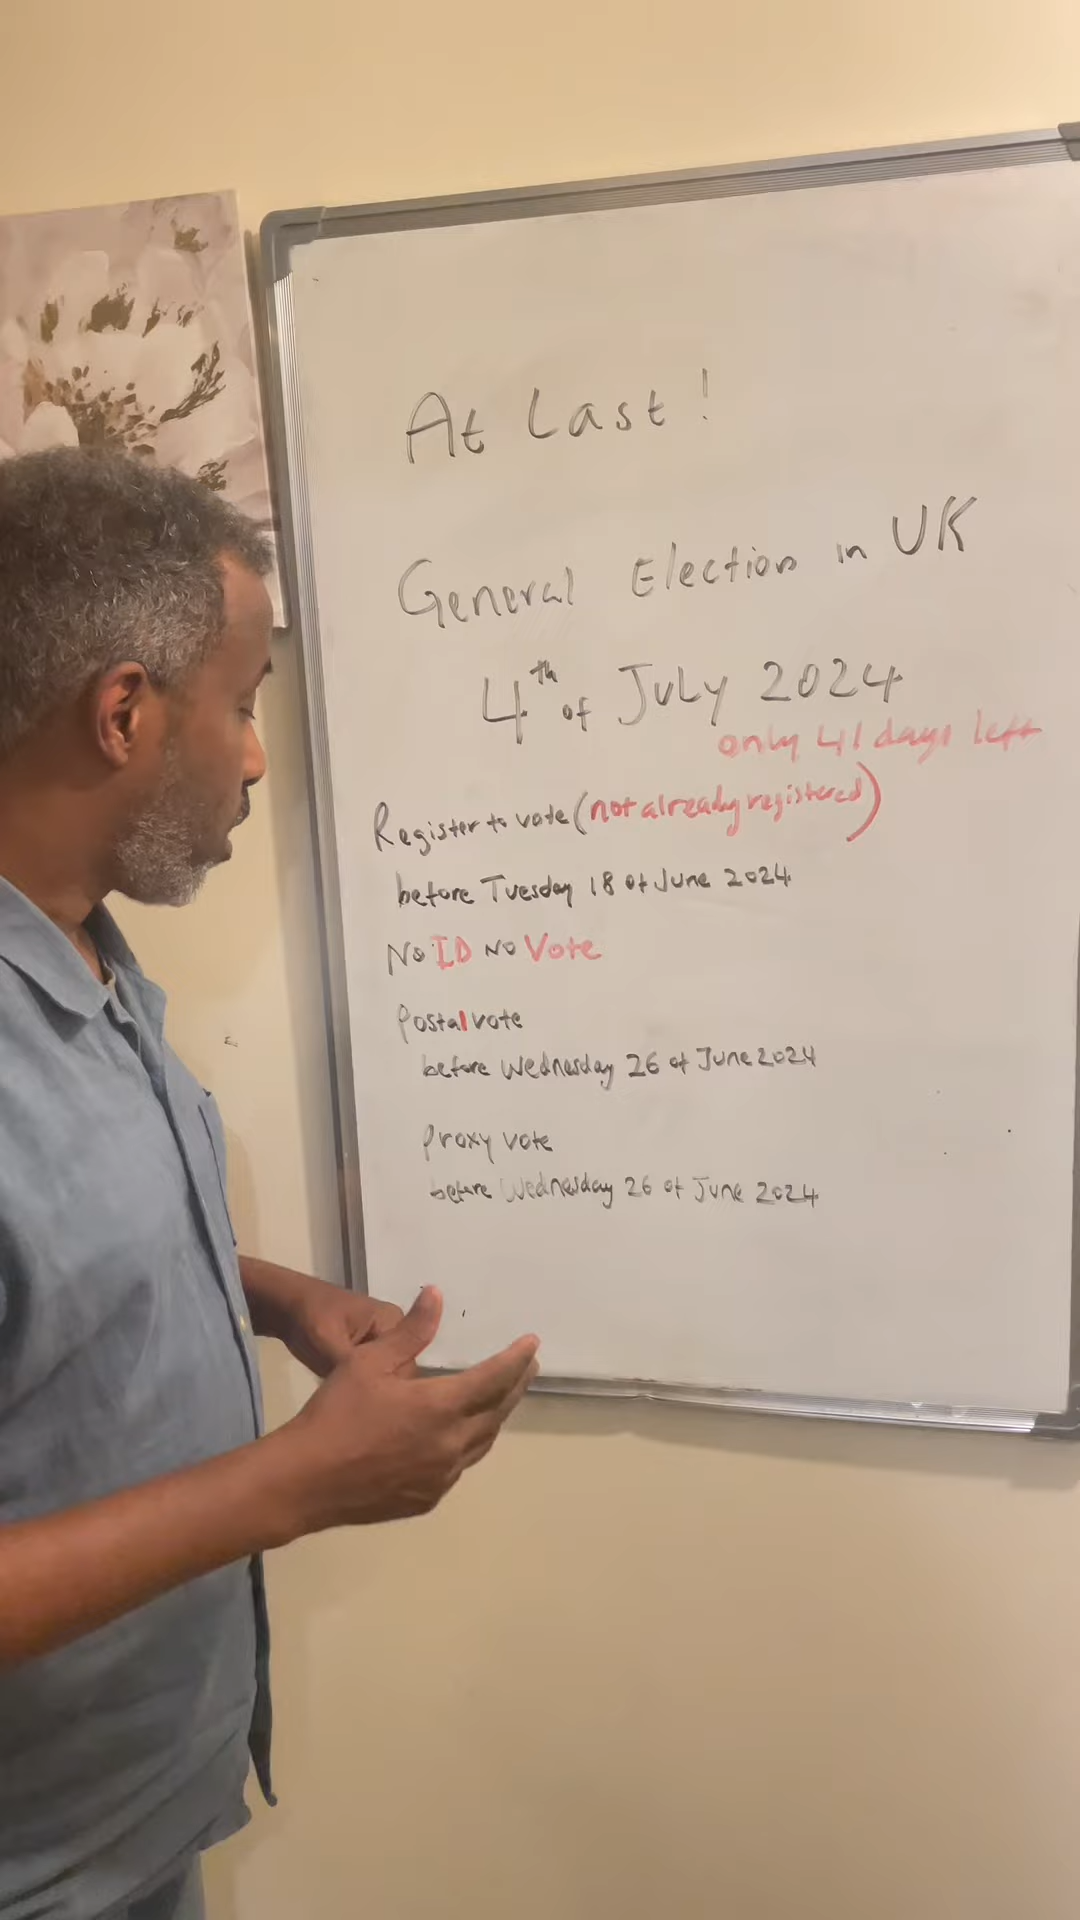 At Last !
General Election in UK
4th of JULY 2024
only 41 days left
Register to vote (not already registered)
before Tuesday 18 of June 2024
No ID No Vote
Postal vote
before Wednesday 26 of June 2024
Proxy vote
before Wednesday 26 of June 2024